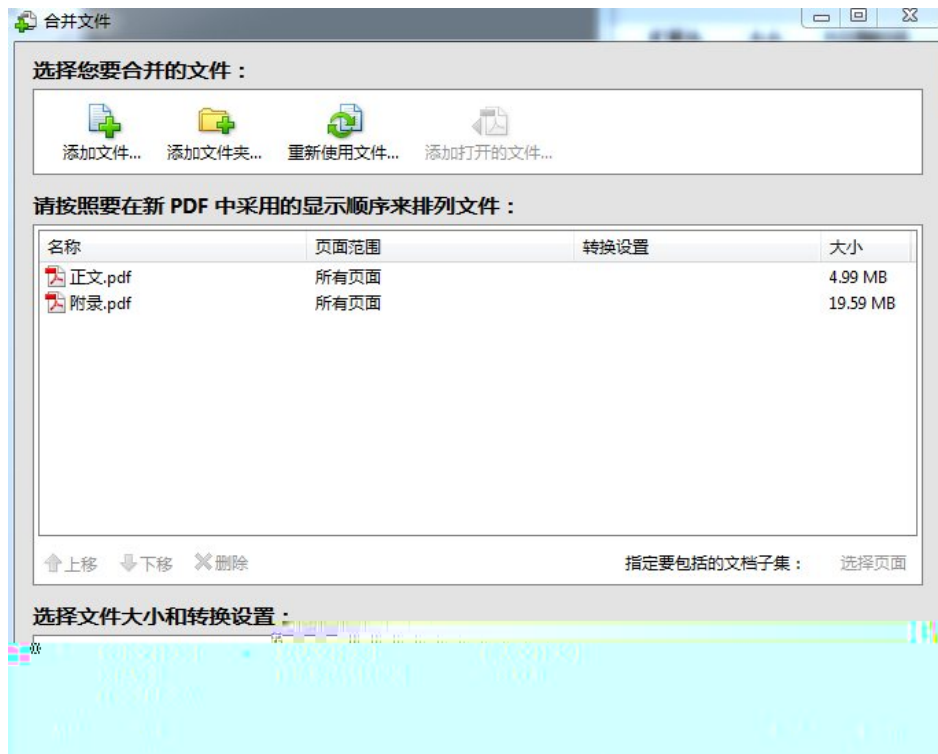 合并文件
选择您要合并的文件：
添加文件... 添加文件夹... 重新使用文件... 添加打开的文件...
请按照要在新 PDF 中采用的显示顺序来排列文件：
名称 页面范围 转换设置 大小
正文.pdf 所有页面 4.99 MB
附录.pdf 所有页面 19.59 MB
上移 下移 删除 指定要包括的文档子集： 选择页面
选择文件大小和转换设置：